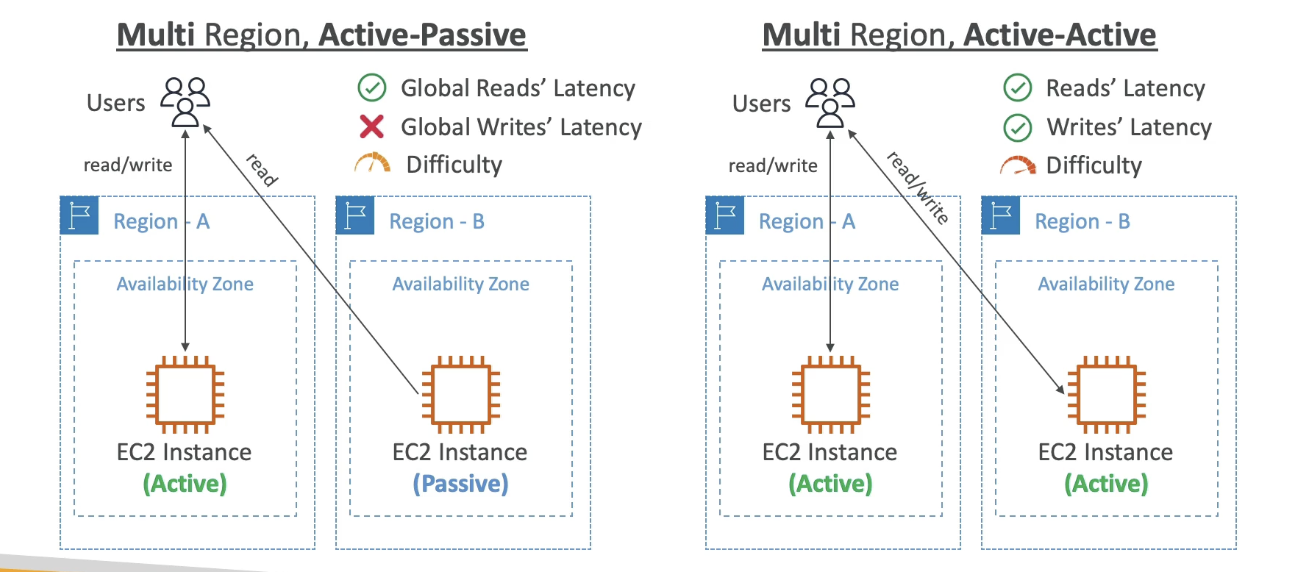 Multi Region, Active-Passive
Users
Global Reads’ Latency
Global Writes’ Latency
Difficulty
read/write
read
Region - A
Region - B
Availability Zone
Availability Zone
EC2 Instance
(Active)
EC2 Instance
(Passive)
Multi Region, Active-Active
Users
Reads’ Latency
Writes’ Latency
Difficulty
read/write
read/write
Region - A
Region - B
Availability Zone
Availability Zone
EC2 Instance
(Active)
EC2 Instance
(Active)